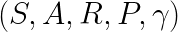 (S, A, R, P, γ)